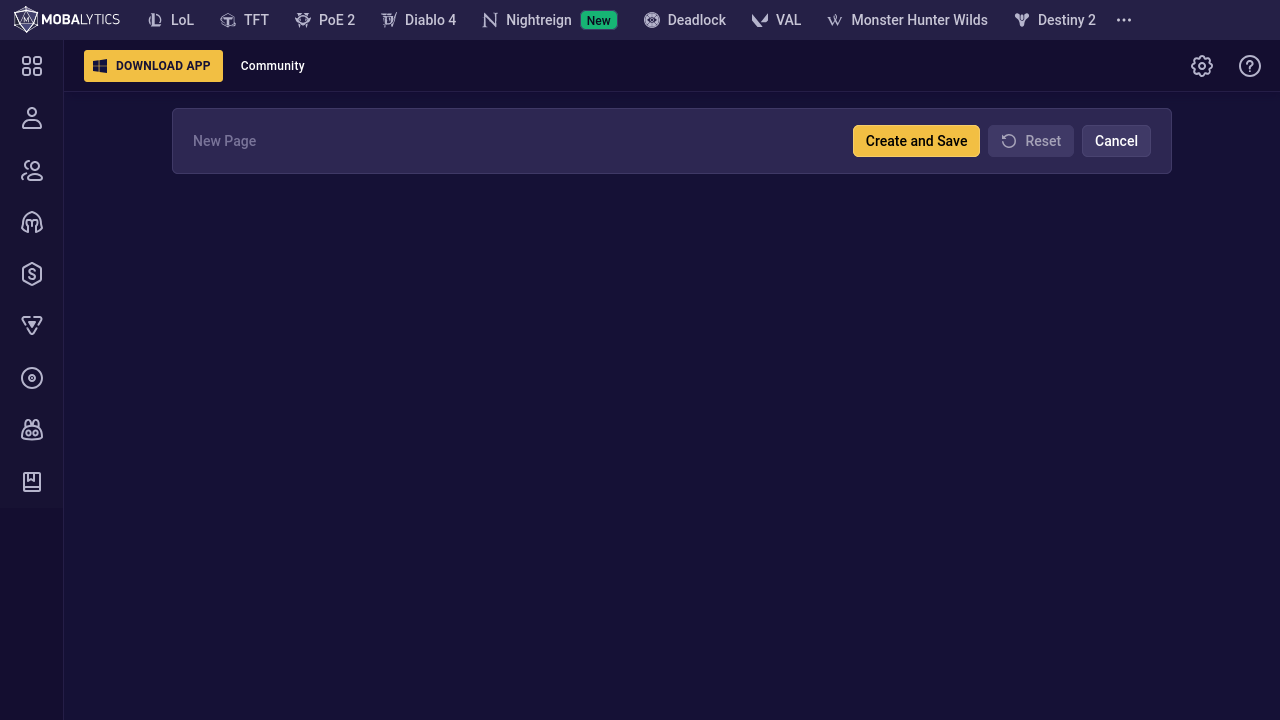 MOBALYTICS
LoL
TFT
PoE 2
Diablo 4
Nightreign
New
Deadlock
VAL
Monster Hunter Wilds
Destiny 2
DOWNLOAD APP
Community
New Page
Create and Save
Reset
Cancel